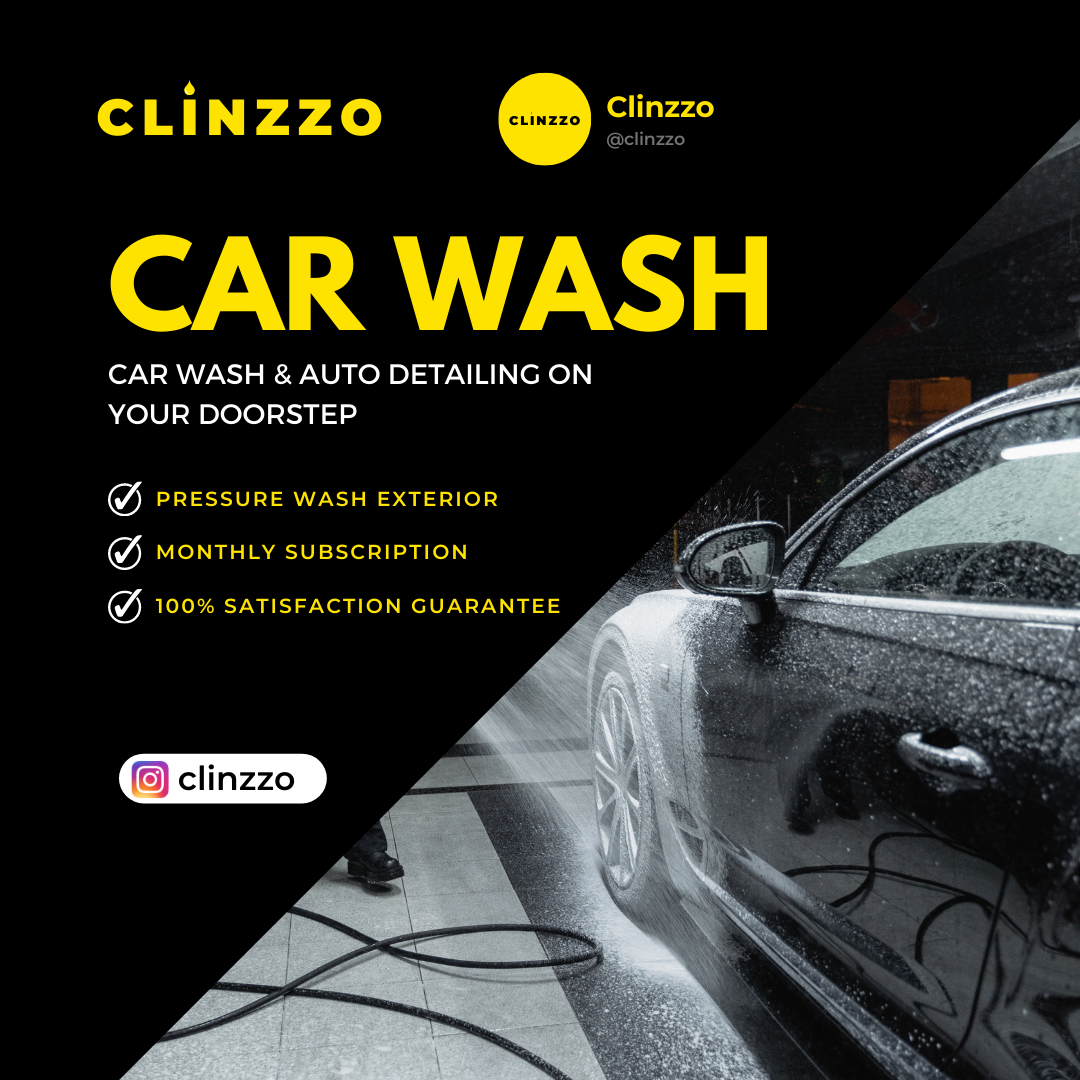 CLINZZO
CLINZZO
Clinzzo
@clinzzo
CAR WASH
CAR WASH & AUTO DETAILING ON
YOUR DOORSTEP
PRESSURE WASH EXTERIOR
MONTHLY SUBSCRIPTION
100% SATISFACTION GUARANTEE
clinzzo